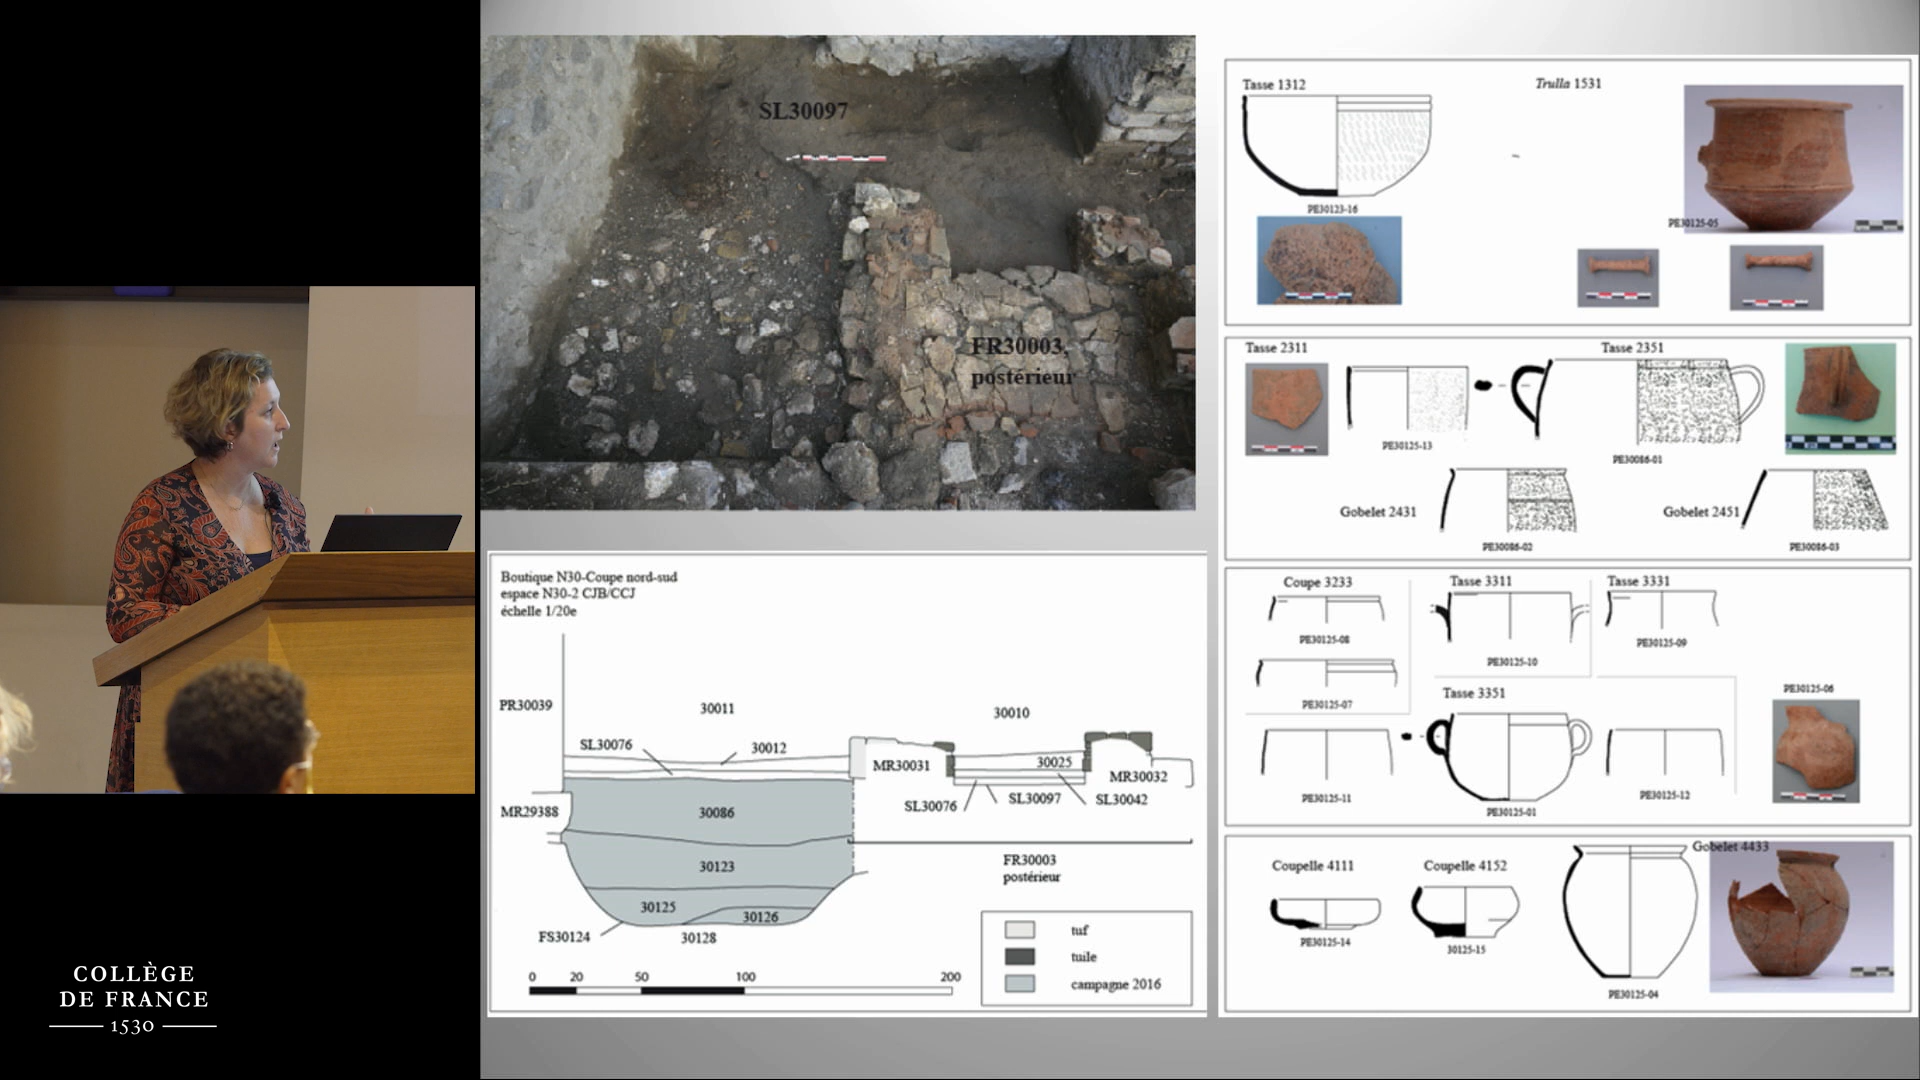 SL30097
FR30003,
postérieur
Boutique N30-Coupe nord-sud
espace N30-2 CJB/CCJ
échelle 1/20e
PR30039
30011
30010
SL30076
30012
MR30031
30025
MR30032
SL30076
SL30097
SL30042
MR29388
30086
30123
FR30003
postérieur
30125
30126
FS30124
30128
0 20 50 100 200
tuf
tuile
campagne 2016
Tasse 1312
Trulla 1531
PE30123-16
PE30125-05
Tasse 2311
Tasse 2351
PE30125-13
PE30086-01
Gobelet 2431
Gobelet 2451
PE30086-02
PE30086-03
Coupe 3233
Tasse 3311
Tasse 3331
PE30125-08
PE30125-10
PE30125-09
PE30125-07
Tasse 3351
PE30125-06
PE30125-11
PE30125-01
PE30125-12
Coupelle 4111
Coupelle 4152
Gobelet 4433
PE30125-14
30125-15
PE30125-04
COLLÈGE
DE FRANCE
1530